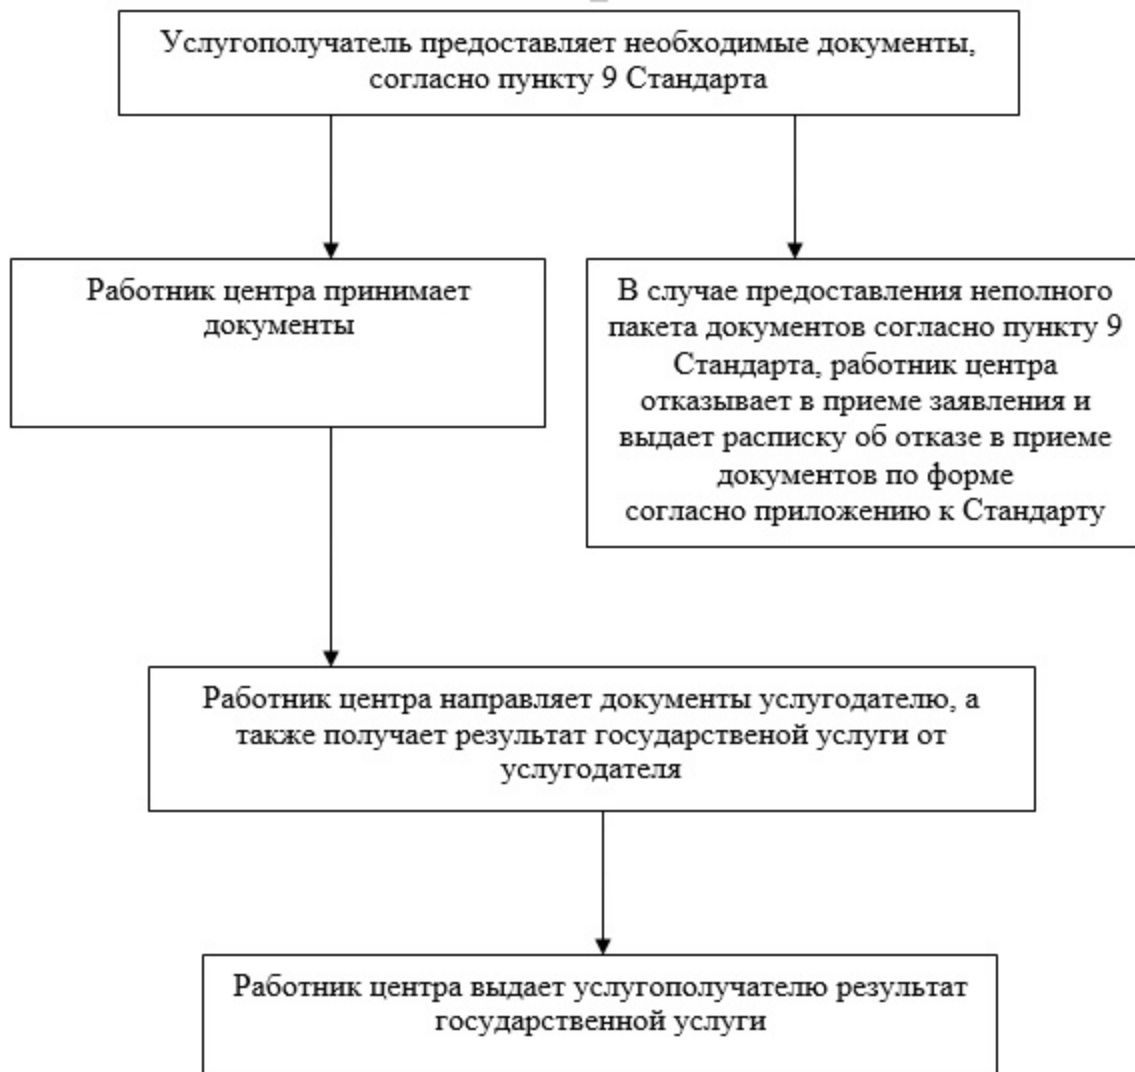 Услугополучатель предоставляет необходимые документы,
согласно пункту 9 Стандарта
Работник центра принимает
документы
В случае предоставления неполного
пакета документов согласно пункту 9
Стандарта, работник центра
отказывает в приеме заявления и
выдает расписку об отказе в приеме
документов по форме
согласно приложению к Стандарту
Работник центра направляет документы услугодателю, а
также получает результат государственой услуги от
услугодателя
Работник центра выдает услугополучателю результат
государственной услуги